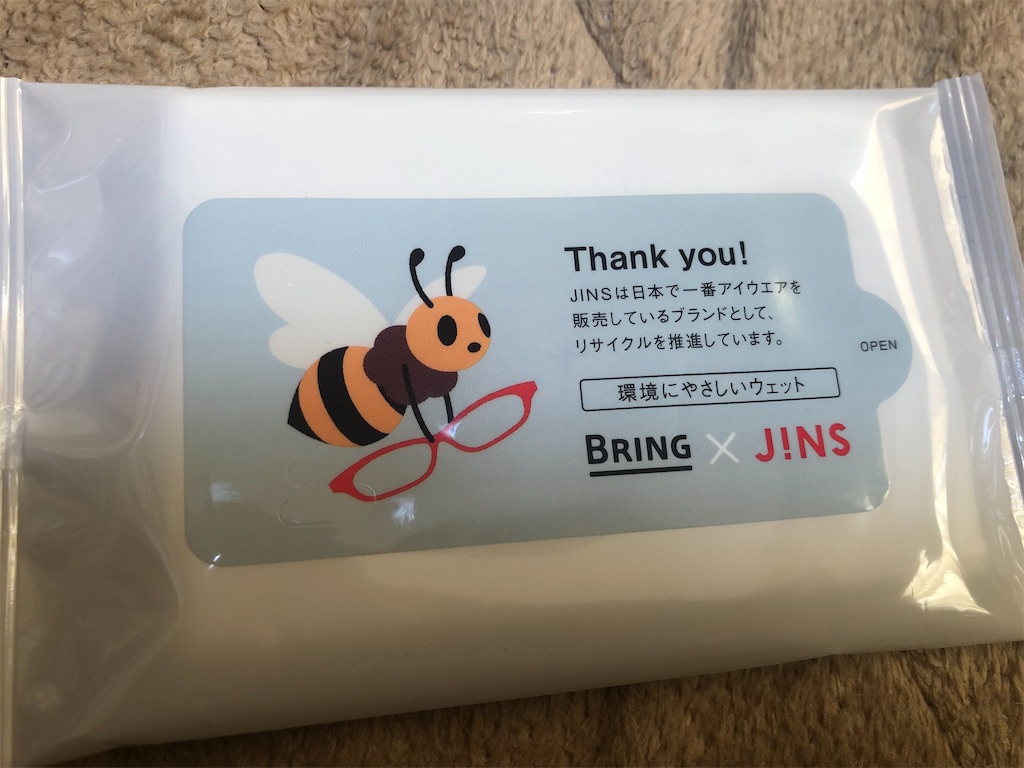 Thank you!
JINSは日本で一番アイウエアを
販売しているブランドとして、
リサイクルを推進しています。
OPEN
環境にやさしいウェット
BRING × J!NS